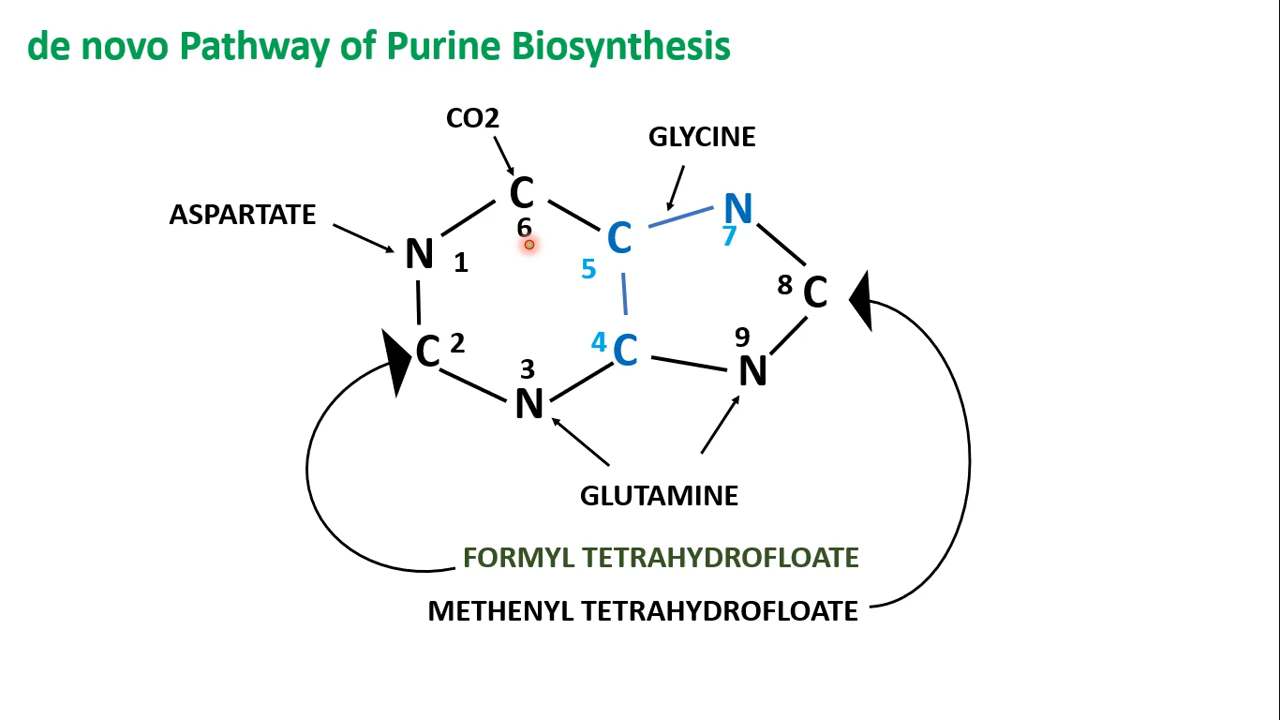 de novo Pathway of Purine Biosynthesis
CO2
GLYCINE
ASPARTATE
C
6
N
7
C
5
N 1
8 C
C 2
4 C
9
N
3
N
GLUTAMINE
FORMYL TETRAHYDROFLOATE
METHENYL TETRAHYDROFLOATE